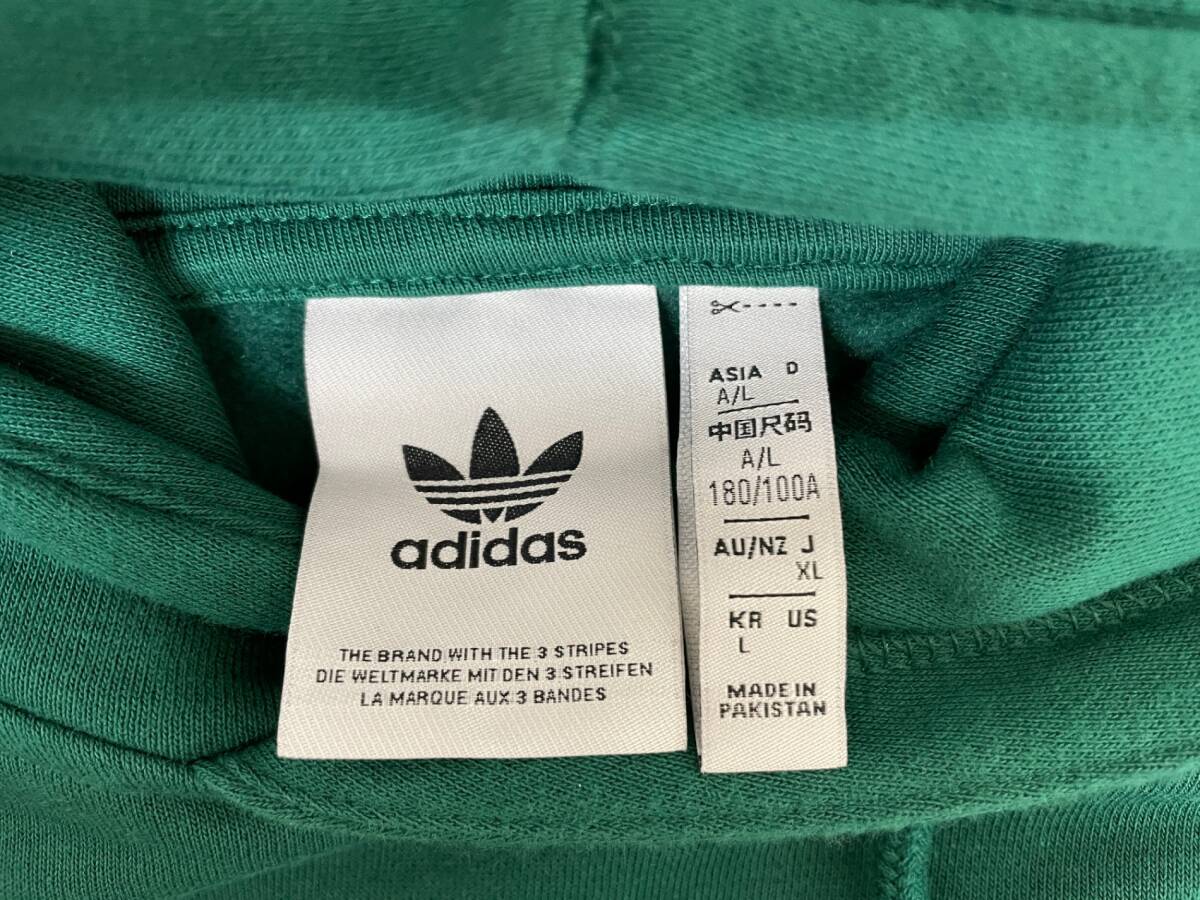 adidas
THE BRAND WITH THE 3 STRIPES
DIE WELTMARKE MIT DEN 3 STREIFEN
LA MARQUE AUX 3 BANDES
ASIA D
A/L
中国尺码
A/L
180/100A
AU/NZ J
XL
KR US
L
MADE IN
PAKISTAN